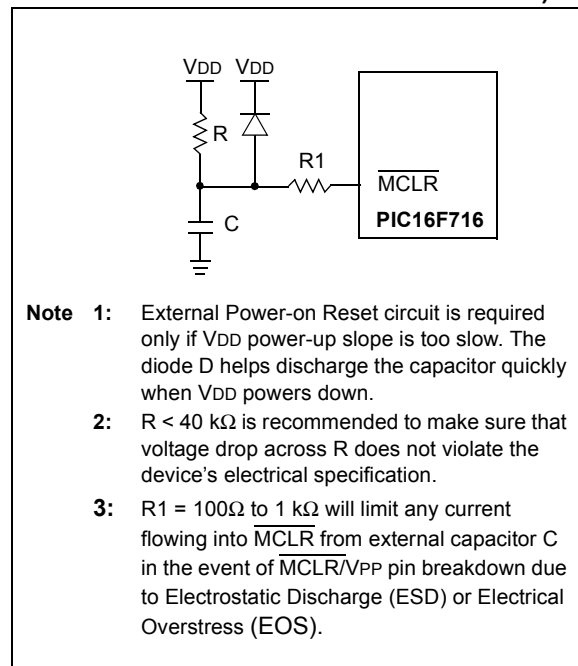 VDD VDD
R
R1
MCLR
C
PIC16F716
Note 1: External Power-on Reset circuit is required
only if VDD power-up slope is too slow. The
diode D helps discharge the capacitor quickly
when VDD powers down.
2: R < 40 kΩ is recommended to make sure that
voltage drop across R does not violate the
device's electrical specification.
3: R1 = 100Ω to 1 kΩ will limit any current
flowing into MCLR from external capacitor C
in the event of MCLR/VPP pin breakdown due
to Electrostatic Discharge (ESD) or Electrical
Overstress (EOS).